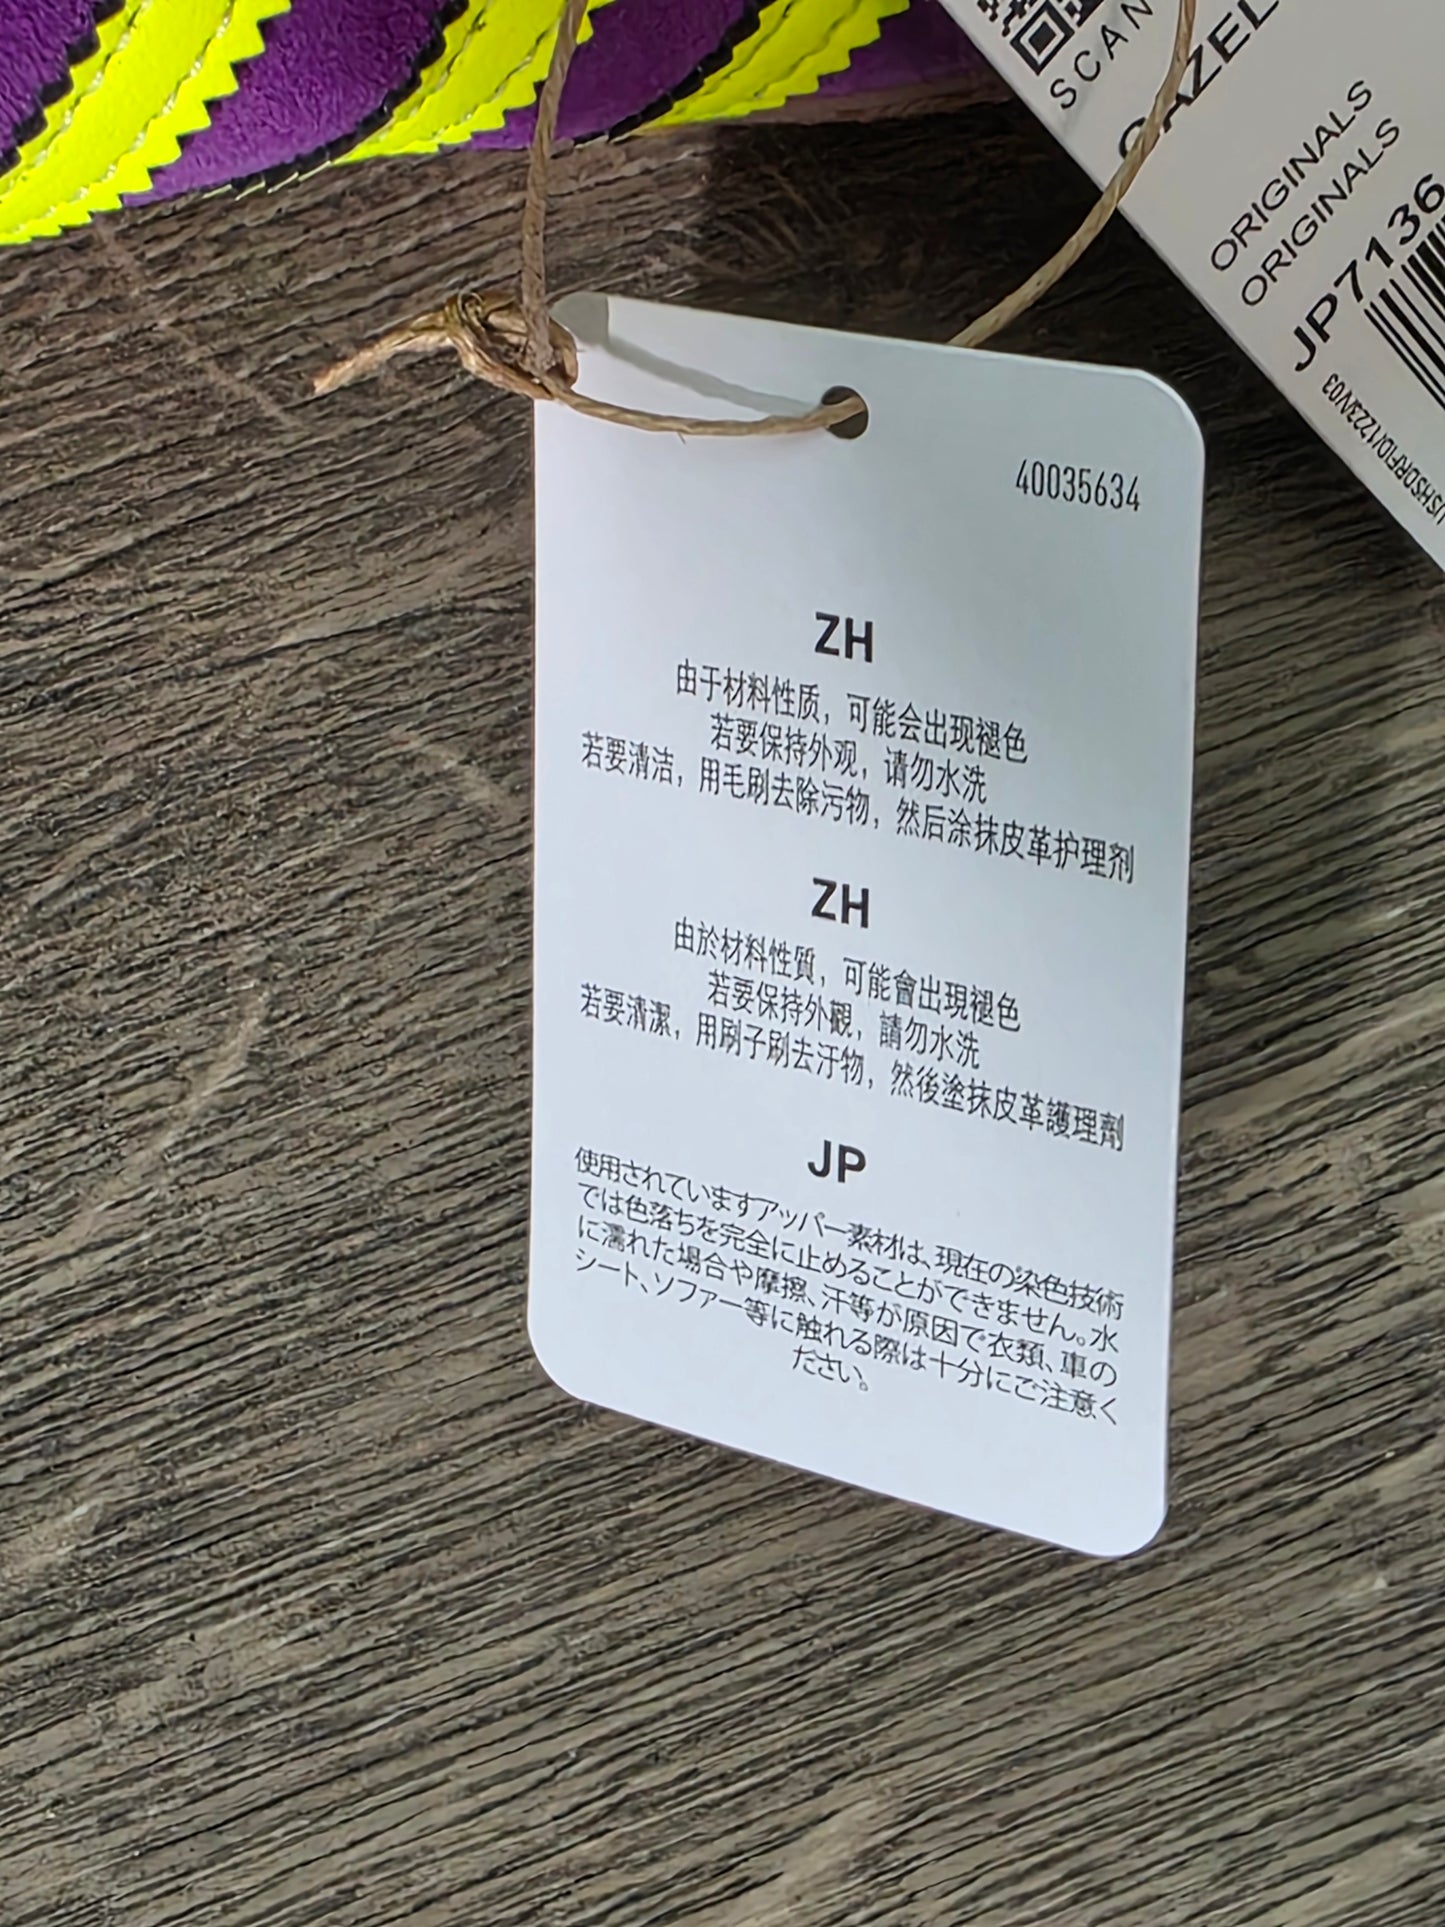 SCAN
GAZEL
ORIGINALS
ORIGINALS
JP7136
40035634
ZH
由于材料性质，可能会出现褪色
若要保持外观，请勿水洗
若要清洁，用毛刷去除污物，然后涂抹皮革护理剂
ZH
由於材料性質，可能會出現褪色
若要保持外觀，請勿水洗
若要清潔，用刷子刷去汙物，然後塗抹皮革護理劑
JP
使用されていますアッパー素材は、現在の染色技術
では色落ちを完全に止めることができません。水
に濡れた場合や摩擦、汗等が原因で衣類、車の
シート、ソファー等に触れる際は十分にご注意く
ださい。